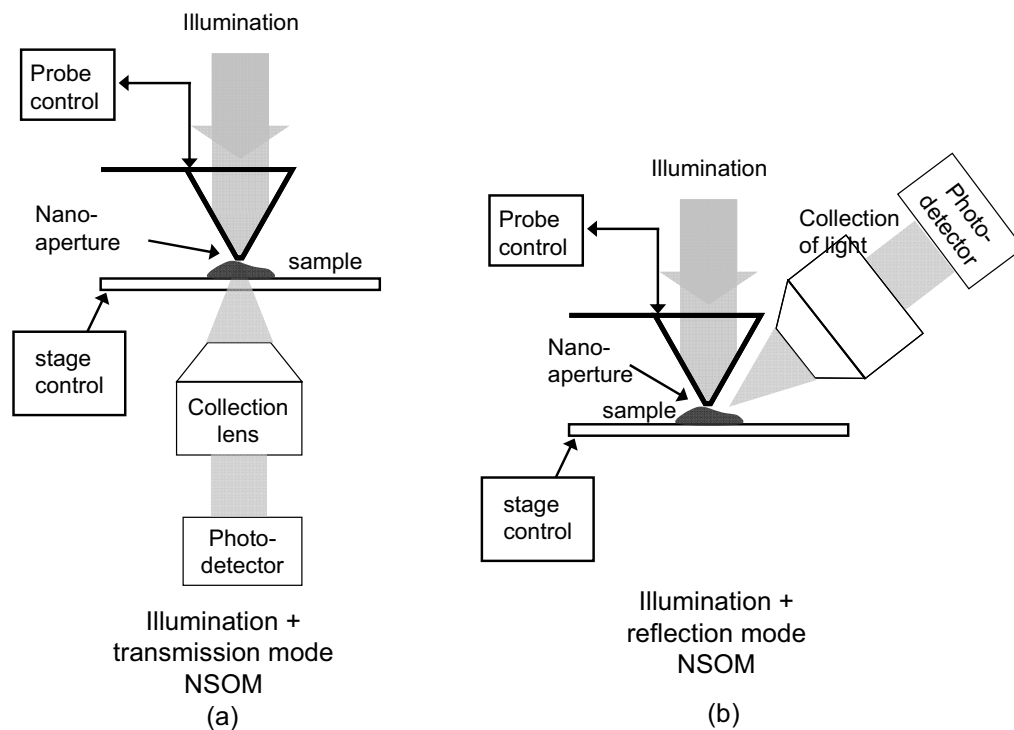 Illumination
Probe
control
Nano-
aperture
sample
stage
control
Collection
lens
Photo-
detector
Illumination +
transmission mode
NSOM
(a)
Illumination
Probe
control
Collection
of light
Photo-
detector
Nano-
aperture
sample
stage
control
Illumination +
reflection mode
NSOM
(b)